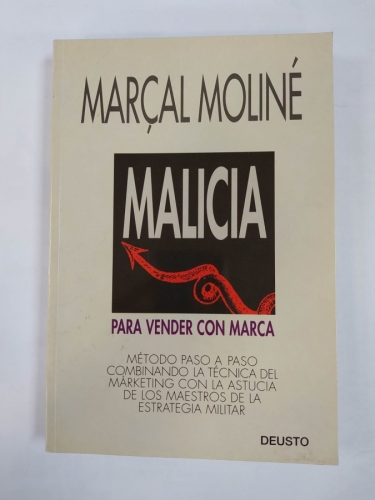 MARÇAL MOLINÉ
MALICIA
PARA VENDER CON MARCA
MÉTODO PASO A PASO
COMBINANDO LA TÉCNICA DEL
MÁRKETING CON LA ASTUCIA
DE LOS MAESTROS DE LA
ESTRATEGIA MILITAR
DEUSTO